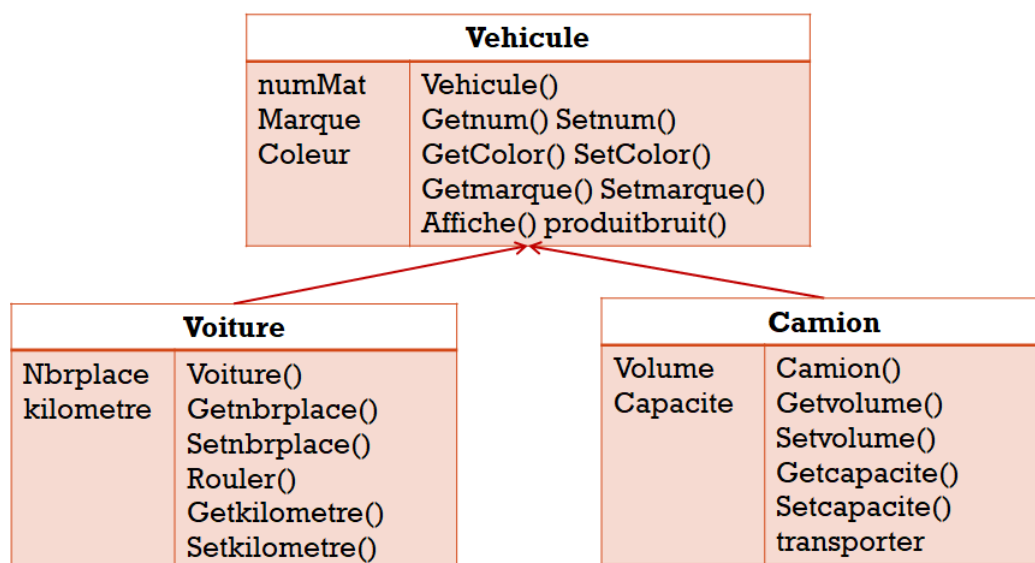 Vehicule
numMat
Marque
Coleur
Vehicule()
Getnum() Setnum()
GetColor() SetColor()
Getmarque() Setmarque()
Affiche() produitbruit()
Voiture
Nbrplace
kilometre
Voiture()
Getnbrplace()
Setnbrplace()
Rouler()
Getkilometre()
Setkilometre()
Camion
Volume
Capacite
Camion()
Getvolume()
Setvolume()
Getcapacite()
Setcapacite()
transporter